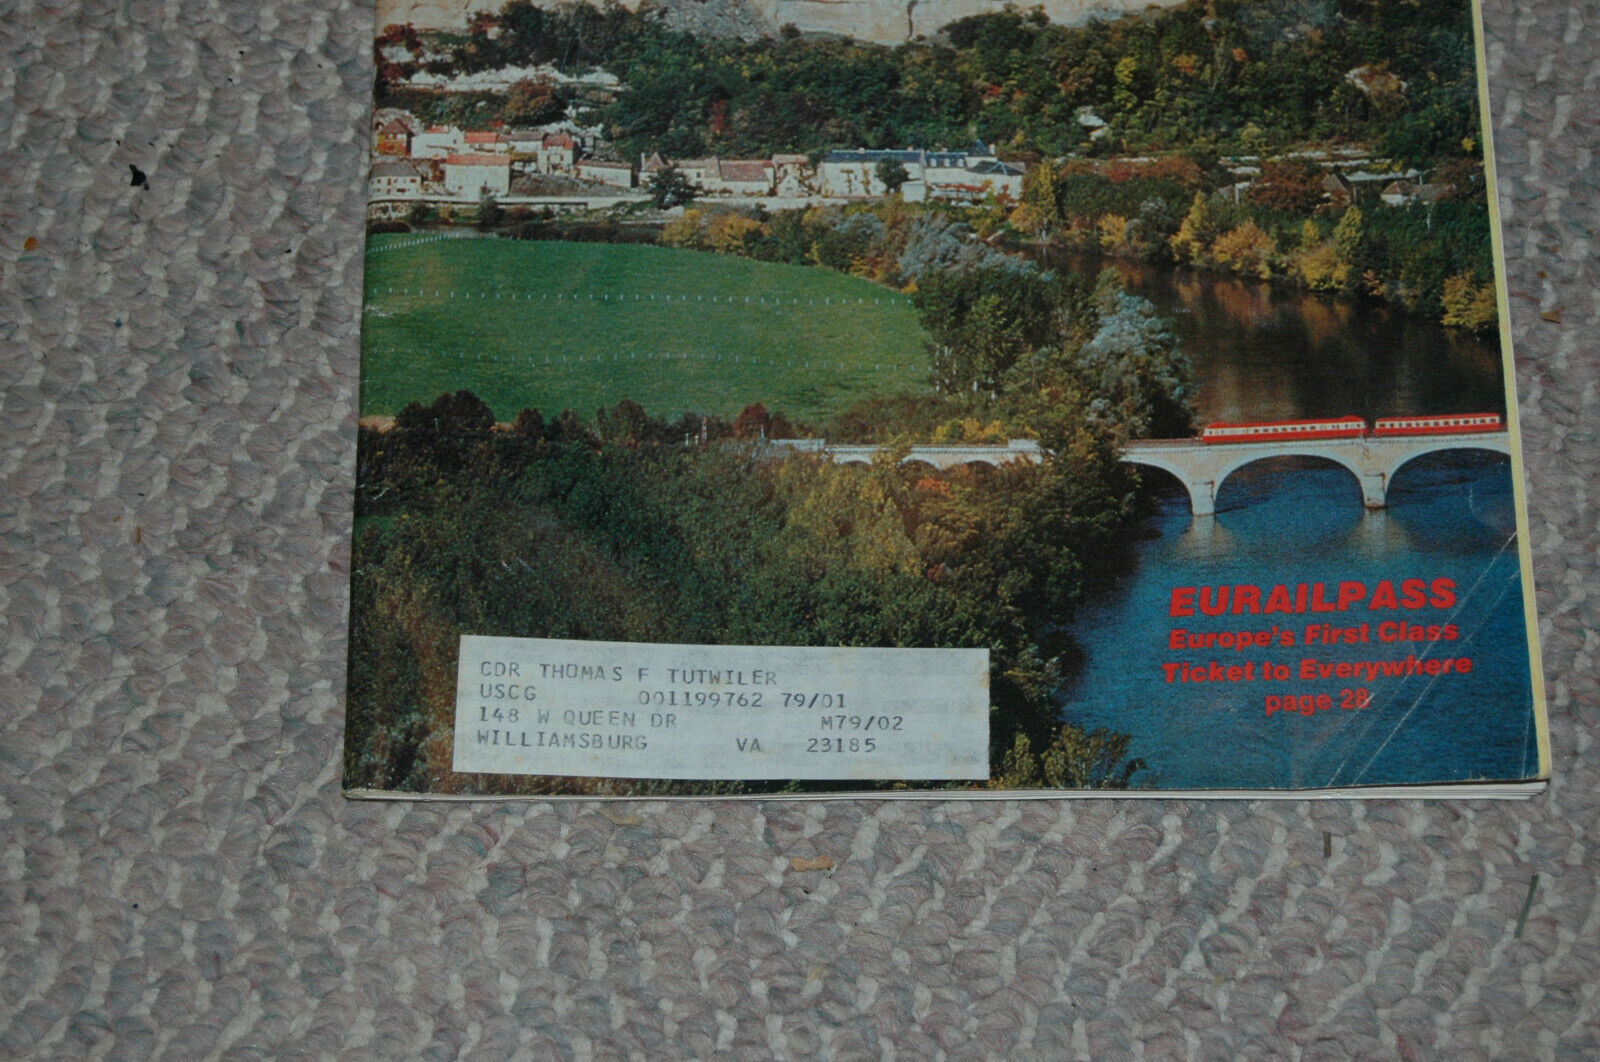 EURAILPASS
Europe's First Class
Ticket to Everywhere
page 28
CDR THOMAS F TUTWILER
USCG 001199762 79/01
148 W QUEEN DR M79/02
WILLIAMSBURG VA 23185